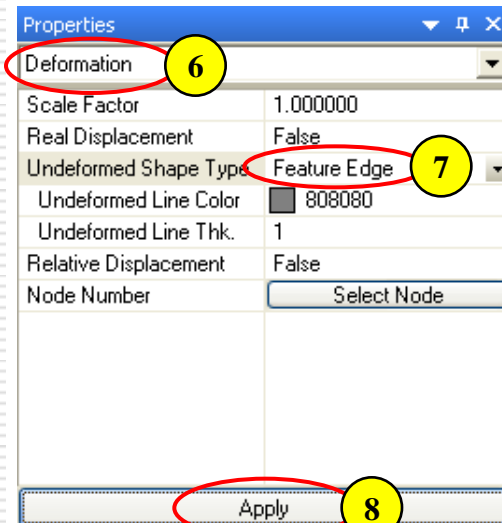 Properties
Deformation 6
Scale Factor 1.000000
Real Displacement False
Undeformed Shape Type Feature Edge 7
Undeformed Line Color 808080
Undeformed Line Thk. 1
Relative Displacement False
Node Number Select Node
Apply 8